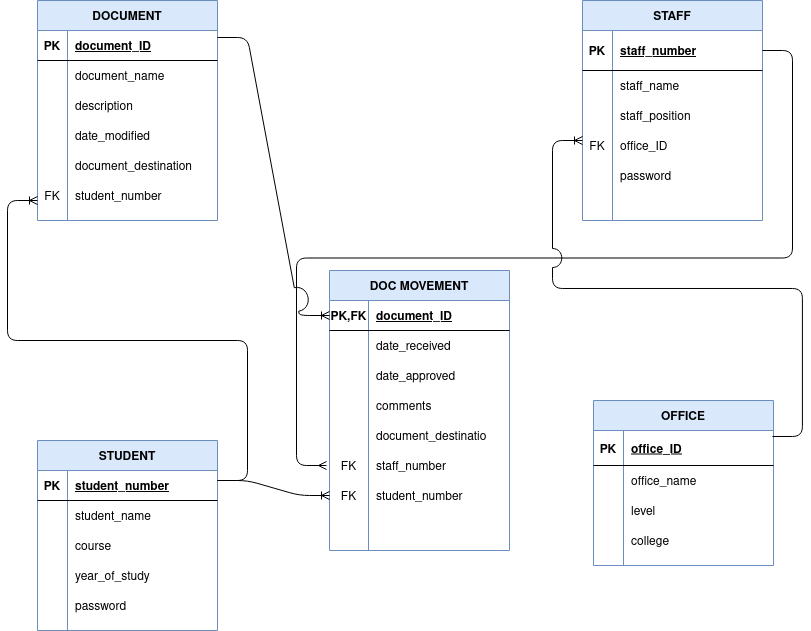 DOCUMENT
PK document_ID
document_name
description
date_modified
document_destination
FK student_number
STAFF
PK staff_number
staff_name
staff_position
FK office_ID
password
DOC MOVEMENT
PK,FK document_ID
date_received
date_approved
comments
document_destinatio
FK staff_number
FK student_number
STUDENT
PK student_number
student_name
course
year_of_study
password
OFFICE
PK office_ID
office_name
level
college